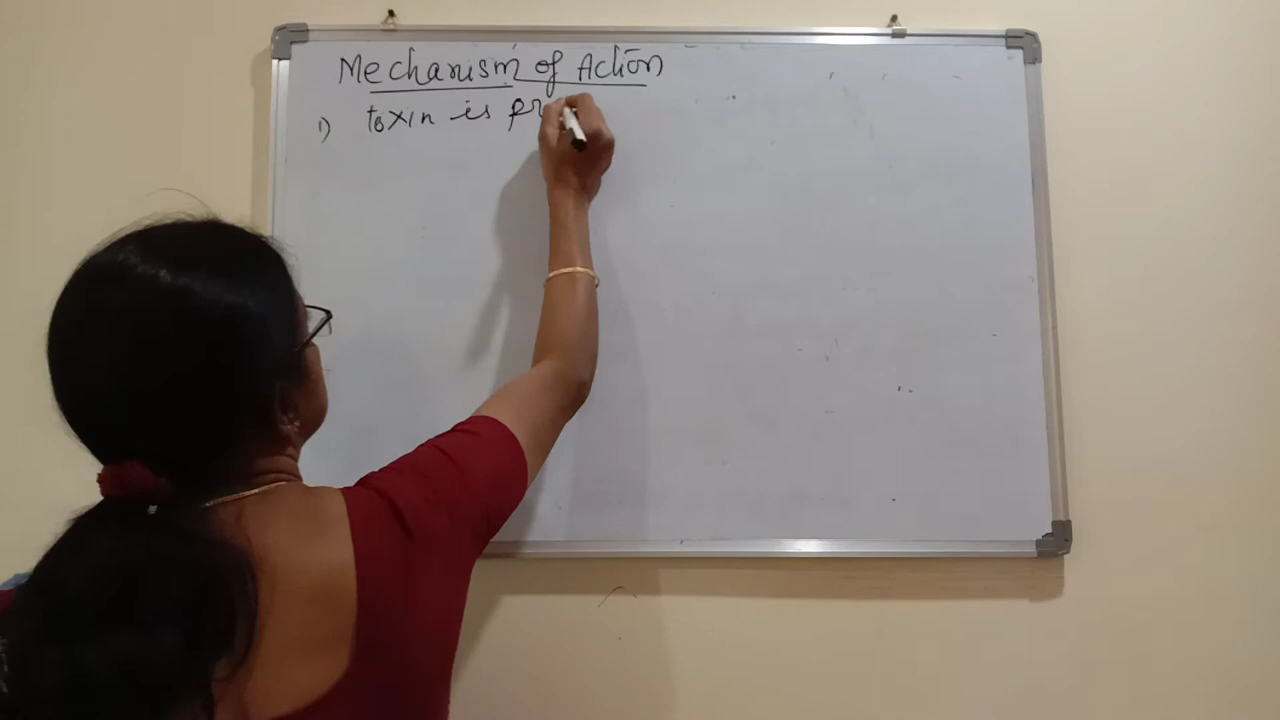 Mechanism of Action
1) toxin is pr